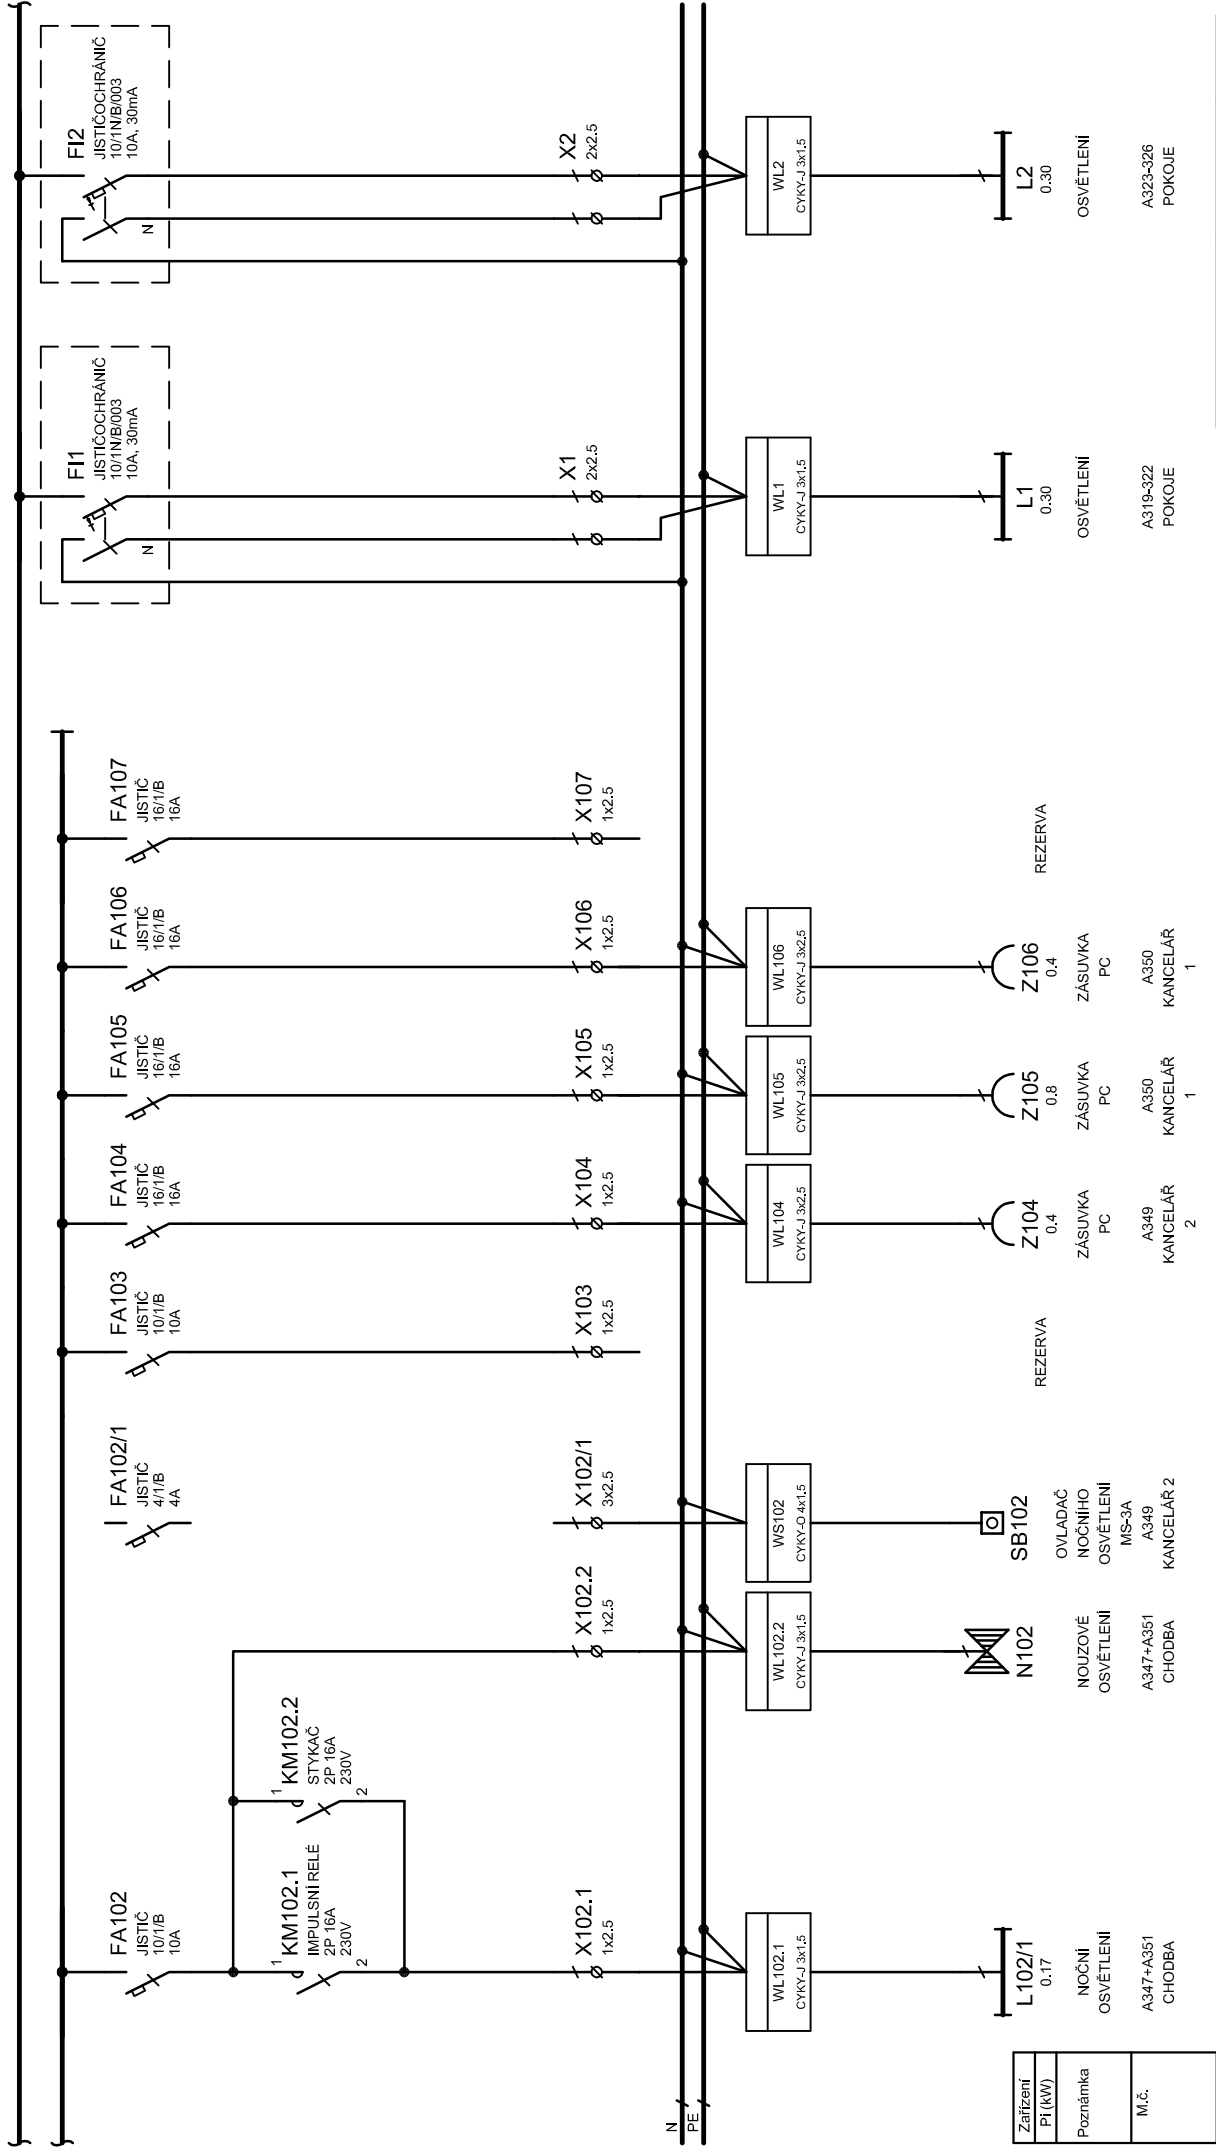 FA102
JISTIČ
10/1/B
10A
1
KM102.1
IMPULSNÍ RELÉ
2P 16A
230V
2
1
KM102.2
STYKAČ
2P 16A
230V
2
FA102/1
JISTIČ
4/1/B
4A
FA103
JISTIČ
10/1/B
10A
FA104
JISTIČ
16/1/B
16A
FA105
JISTIČ
16/1/B
16A
FA106
JISTIČ
16/1/B
16A
FA107
JISTIČ
16/1/B
16A
FI1
JISTIČOCHRÁNIČ
10/1N/B/003
10A, 30mA
N
FI2
JISTIČOCHRÁNIČ
10/1N/B/003
10A, 30mA
N
X102.1
1x2.5
X102.2
1x2.5
X102/1
3x2.5
X103
1x2.5
X104
1x2.5
X105
1x2.5
X106
1x2.5
X107
1x2.5
X1
2x2.5
X2
2x2.5
N
PE
WL102.1
CYKY-J 3x1.5
WL102.2
CYKY-J 3x1.5
WS102
CYKY-O 4x1.5
WL104
CYKY-J 3x2.5
WL105
CYKY-J 3x2.5
WL106
CYKY-J 3x2.5
WL1
CYKY-J 3x1.5
WL2
CYKY-J 3x1.5
Zařízení
Pi (kW)
Poznámka
M.č.
L102/1
0.17
NOČNÍ
OSVĚTLENÍ
A347+A351
CHODBA
N102
NOUZOVÉ
OSVĚTLENÍ
A347+A351
CHODBA
SB102
OVLADAČ
NOČNÍHO
OSVĚTLENÍ
MS-3A
A349
KANCELÁŘ 2
REZERVA
Z104
0.4
ZÁSUVKA
PC
A349
KANCELÁŘ
2
Z105
0.8
ZÁSUVKA
PC
A350
KANCELÁŘ
1
Z106
0.4
ZÁSUVKA
PC
A350
KANCELÁŘ
1
REZERVA
L1
0.30
OSVĚTLENÍ
A319-322
POKOJE
L2
0.30
OSVĚTLENÍ
A323-326
POKOJE